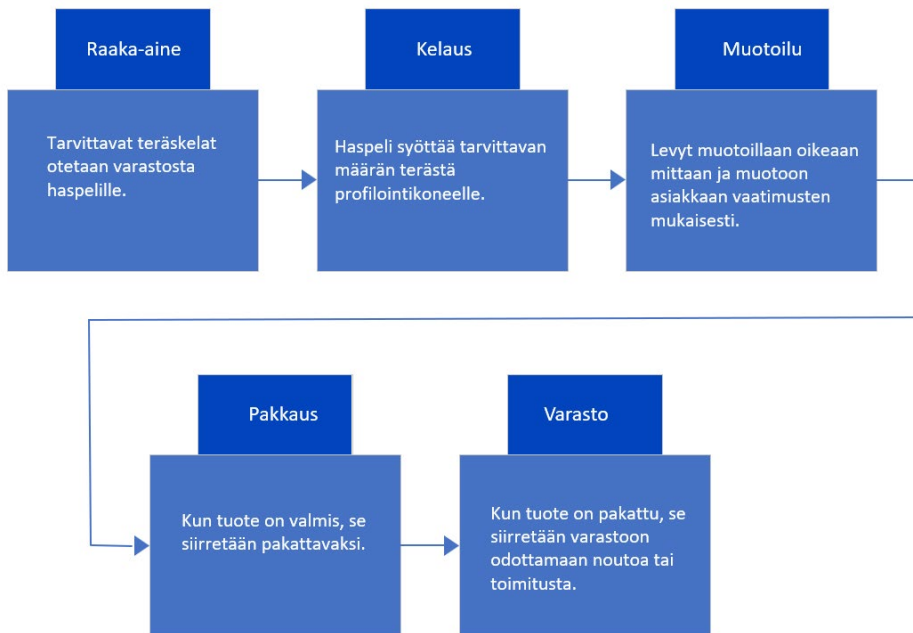 Raaka-aine
Tarvittavat teräskelat
otetaan varastosta
haspelille.
Kelaus
Haspeli syöttää tarvittavan
määrän terästä
profilointikoneelle.
Muotoilu
Levyt muotoillaan oikeaan
mittaan ja muotoon
asiakkaan vaatimusten
mukaisesti.
Pakkaus
Kun tuote on valmis, se
siirretään pakattavaksi.
Varasto
Kun tuote on pakattu, se
siirretään varastoon
odottamaan noutoa tai
toimitusta.